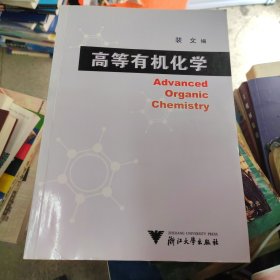 裴 文 编
高等有机化学
Advanced
Organic
Chemistry
ZHEJIANG UNIVERSITY PRESS
浙江大学出版社